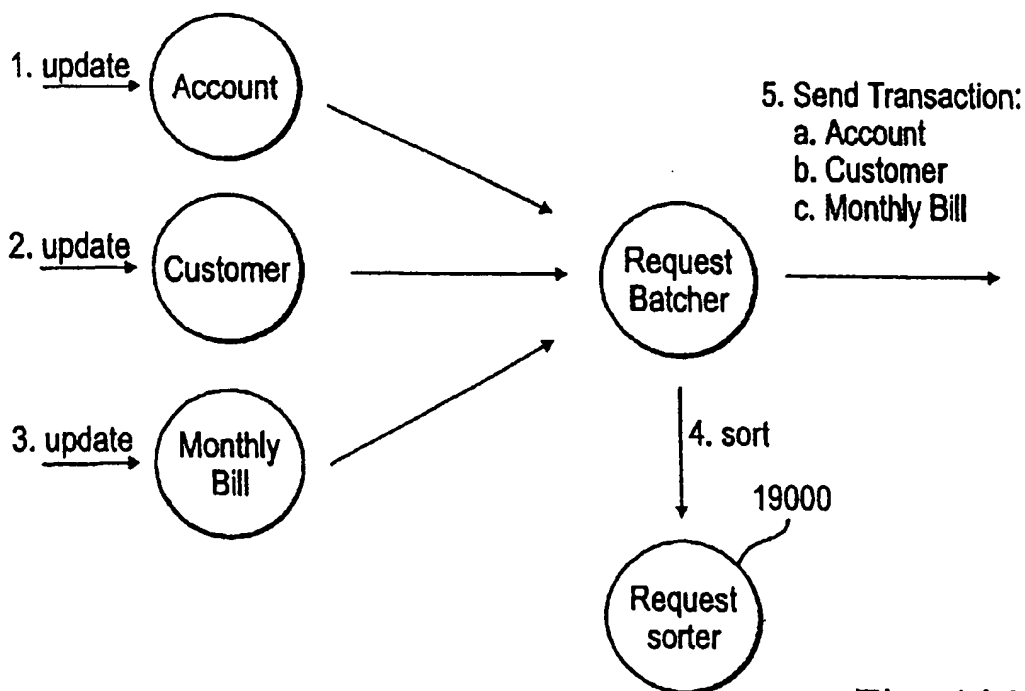 1. update
Account
2. update
Customer
3. update
Monthly
Bill
Request
Batcher
5. Send Transaction:
a. Account
b. Customer
c. Monthly Bill
4. sort
19000
Request
sorter